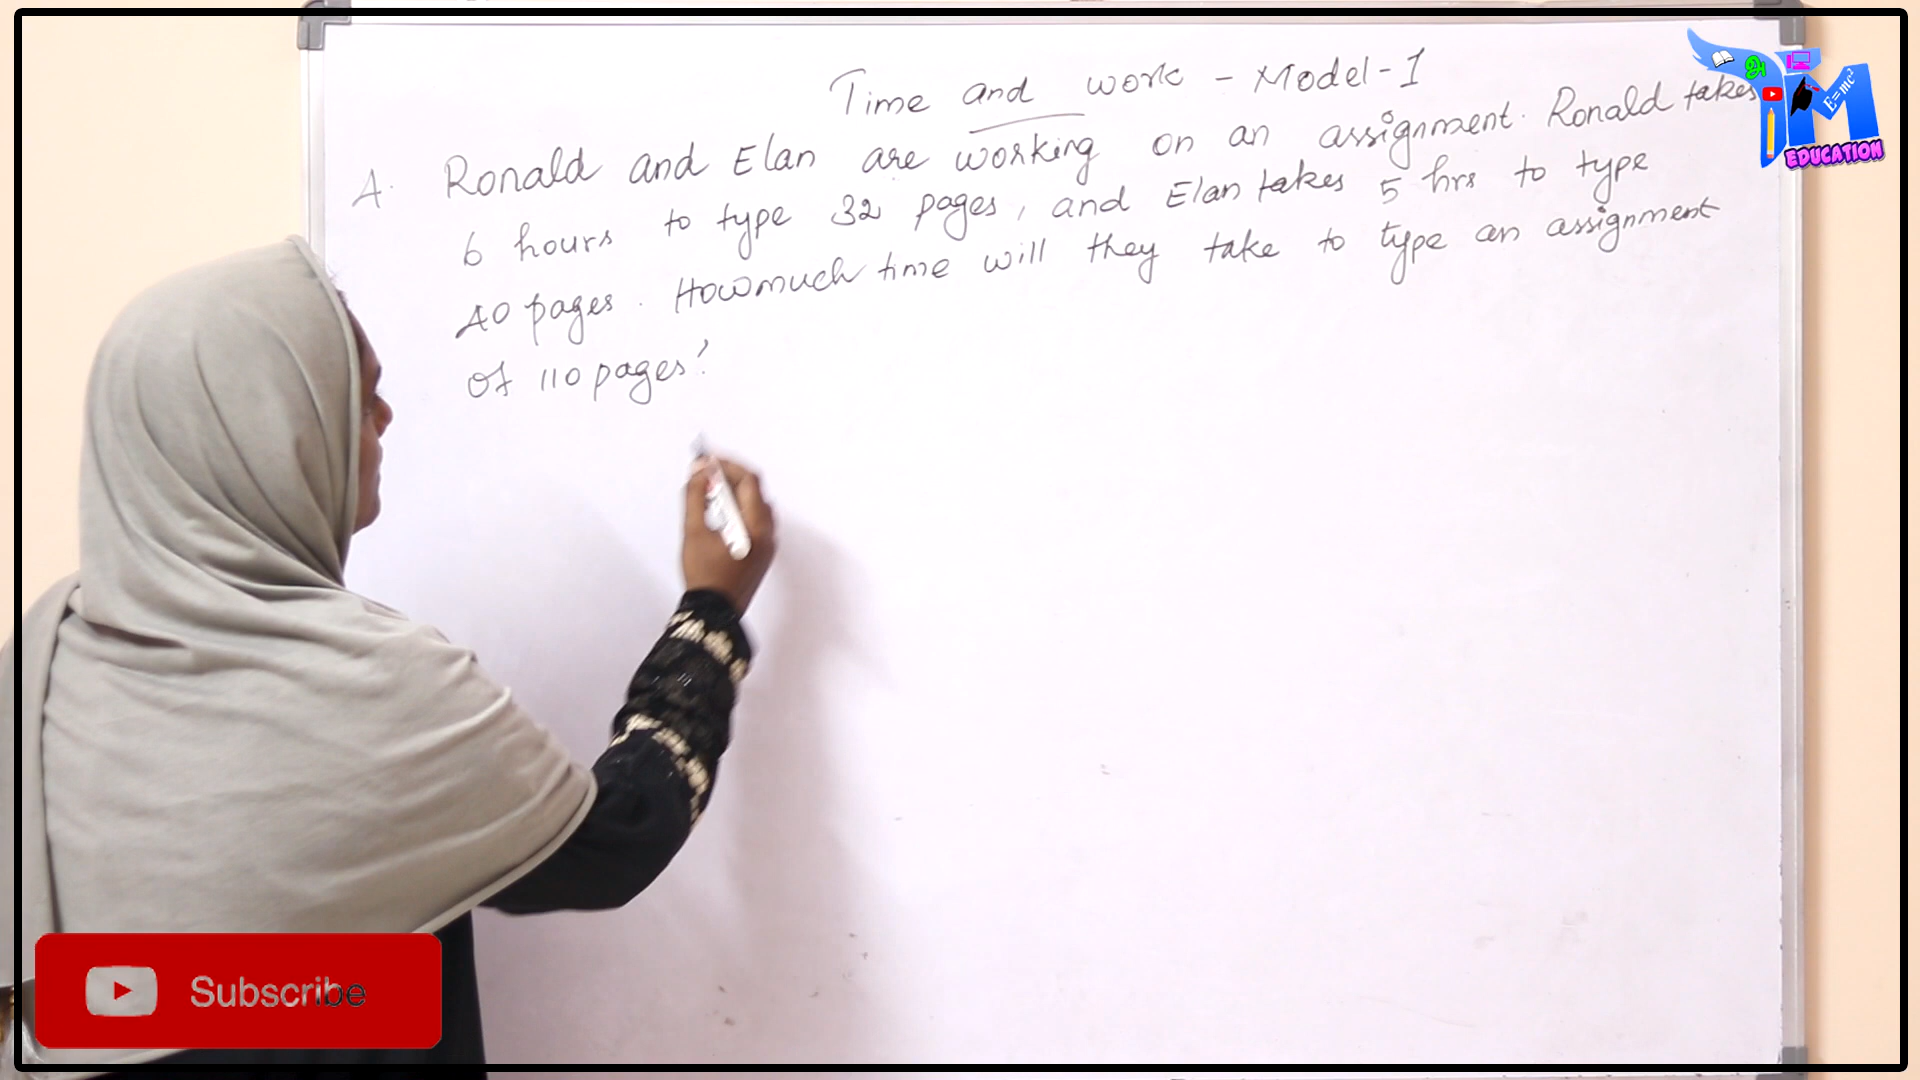 Time and work - Model-1
A. Ronald and Elan are working on an assignment. Ronald takes
6 hours to type 32 pages, and Elan takes 5 hrs to type
40 pages. Howmuch time will they take to type an assignment
of 110 pages?
E=mc²
EDUCATION
Subscribe